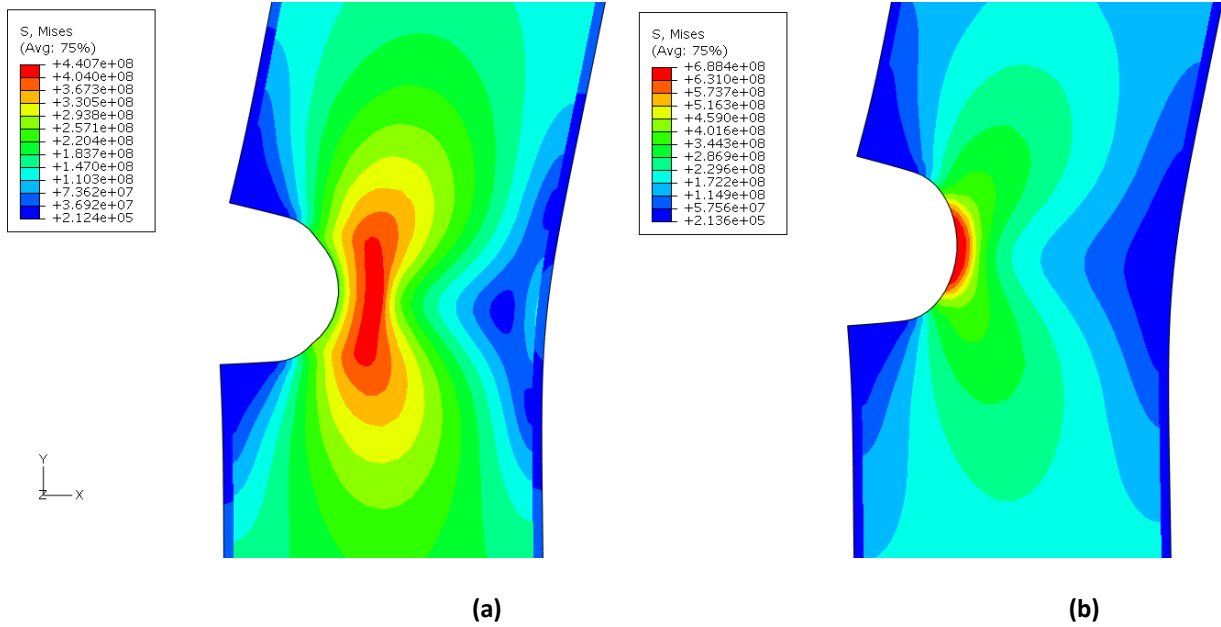 S, Mises
(Avg: 75%)
+4.407e+08
+4.040e+08
+3.673e+08
+3.305e+08
+2.938e+08
+2.571e+08
+2.204e+08
+1.837e+08
+1.470e+08
+1.103e+08
+7.362e+07
+3.692e+07
+2.124e+05
Y
Z X
(a)
S, Mises
(Avg: 75%)
+6.884e+08
+6.310e+08
+5.737e+08
+5.163e+08
+4.590e+08
+4.016e+08
+3.443e+08
+2.869e+08
+2.296e+08
+1.722e+08
+1.149e+08
+5.756e+07
+2.136e+05
(b)